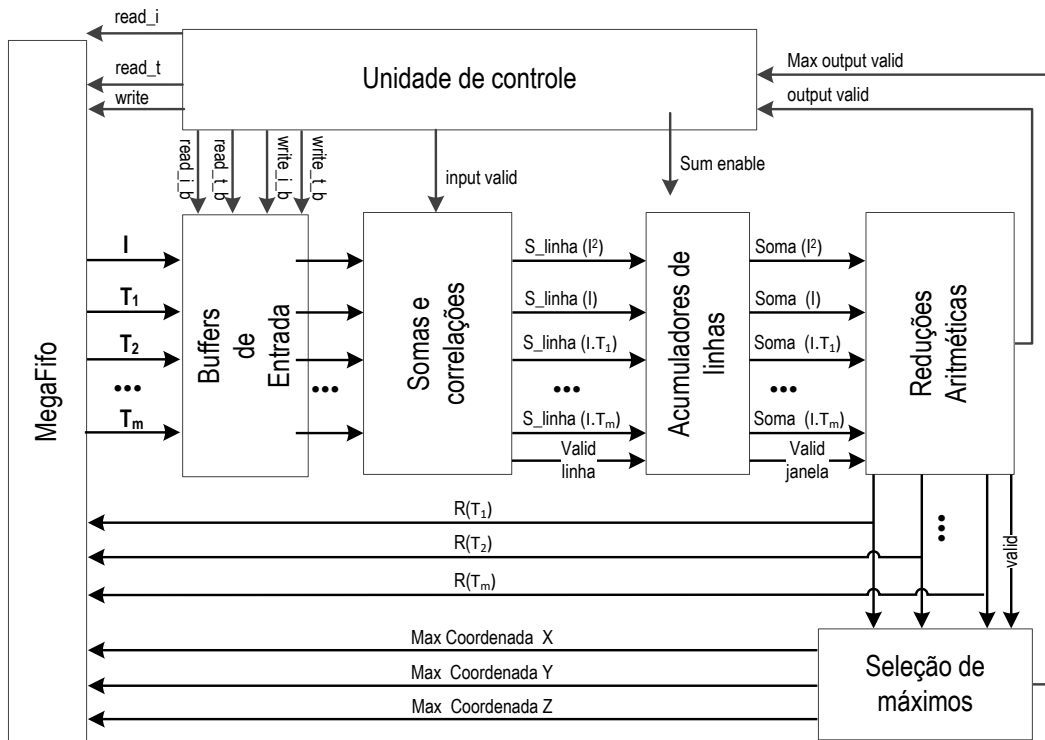 read_i
read_t
write
Unidade de controle
Max output valid
output valid
read_i_b
read_t_b
write_i_b
write_t_b
input valid
Sum enable
MegaFifo
I
T1
T2
...
Tm
Buffers
de
Entrada
...
Somas e
correlações
S_linha (I²)
S_linha (I)
S_linha (I.T1)
...
S_linha (I.Tm)
Valid
linha
Acumuladores de
linhas
Soma (I²)
Soma (I)
Soma (I.T1)
...
Soma (I.Tm)
Valid
janela
Reduções
Aritméticas
R(T1)
R(T2)
R(Tm)
...
valid
Max Coordenada X
Max Coordenada Y
Max Coordenada Z
Seleção de
máximos